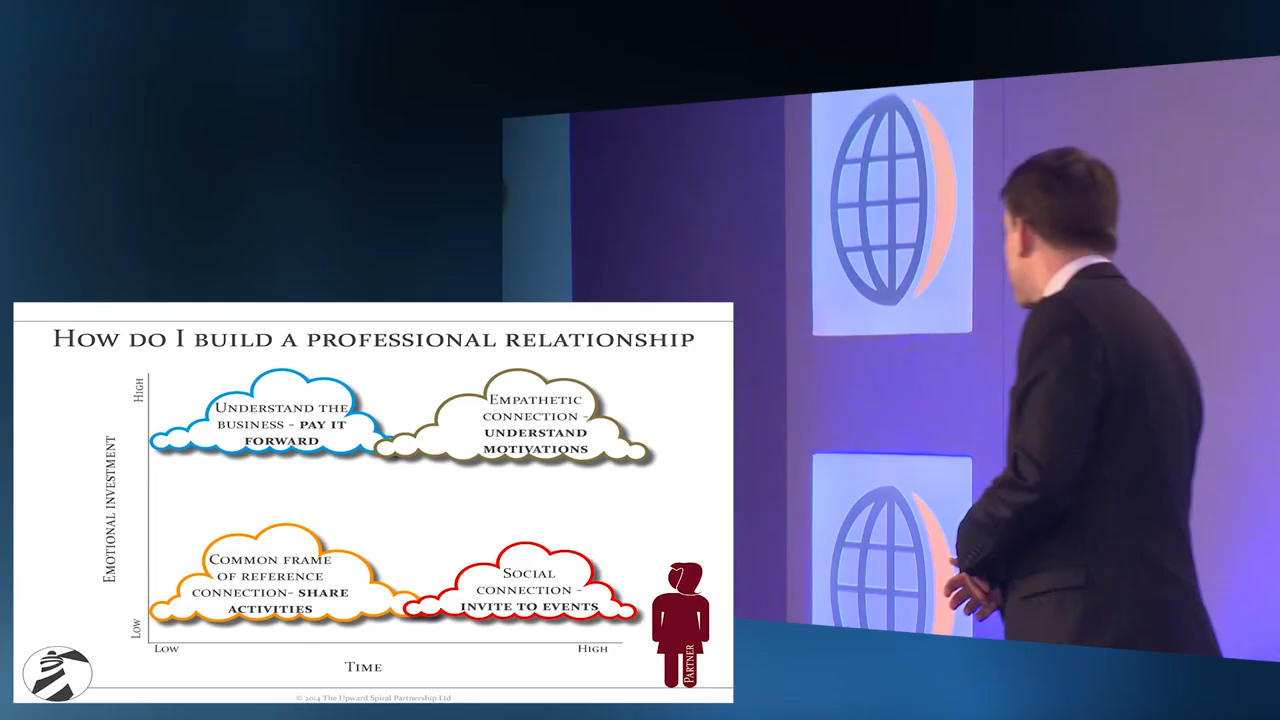 How do I build a professional relationship
High
Understand the
business - pay it
forward
Empathetic
connection -
understand
motivations
Emotional investment
Common frame
of reference
connection- share
activities
Social
connection -
invite to events
Low
Low
High
Time
Partner
© 2014 The Upward Spiral Partnership Ltd